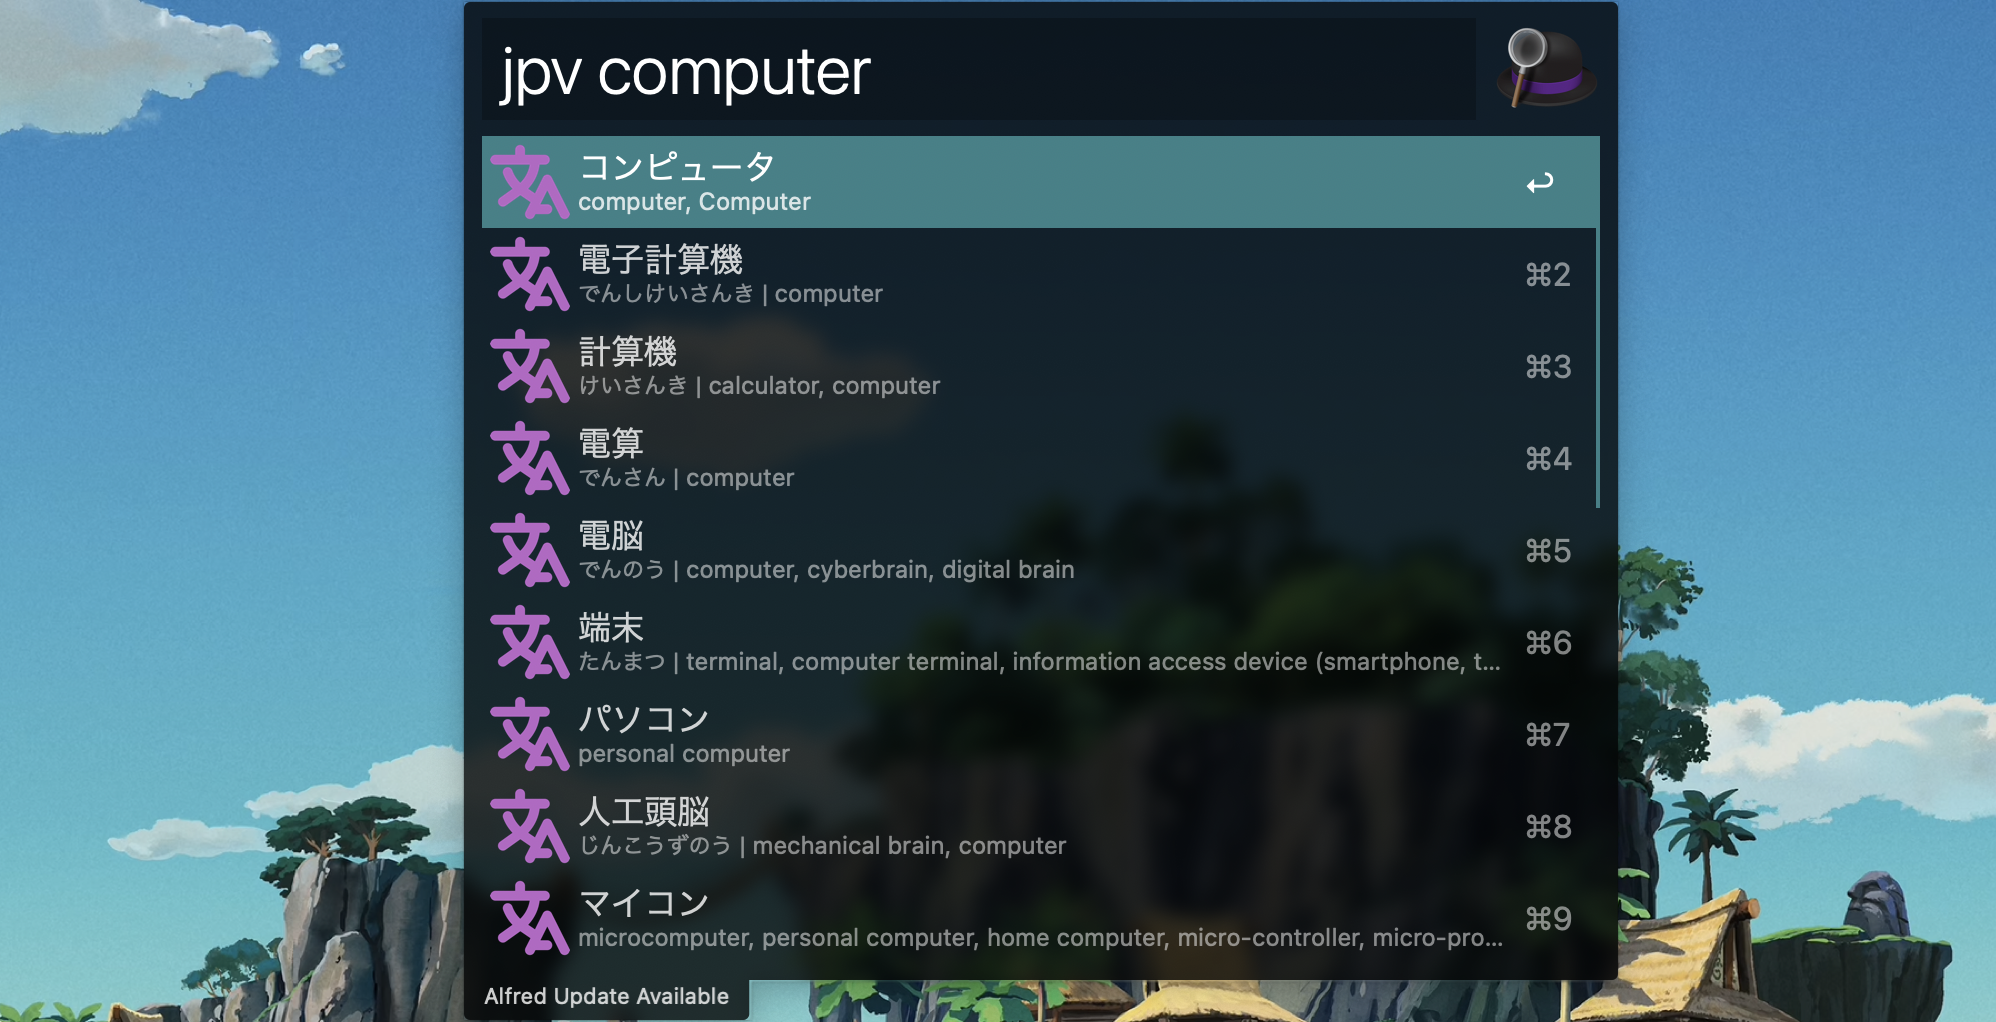 jpv computer
コンピュータ
computer, Computer
電子計算機
でんしけいさんき | computer
⌘2
計算機
けいさんき | calculator, computer
⌘3
電算
でんさん | computer
⌘4
電脳
でんのう | computer, cyberbrain, digital brain
⌘5
端末
たんまつ | terminal, computer terminal, information access device (smartphone, t...
⌘6
パソコン
personal computer
⌘7
人工頭脳
じんこうずのう | mechanical brain, computer
⌘8
マイコン
microcomputer, personal computer, home computer, micro-controller, micro-pro...
⌘9
Alfred Update Available